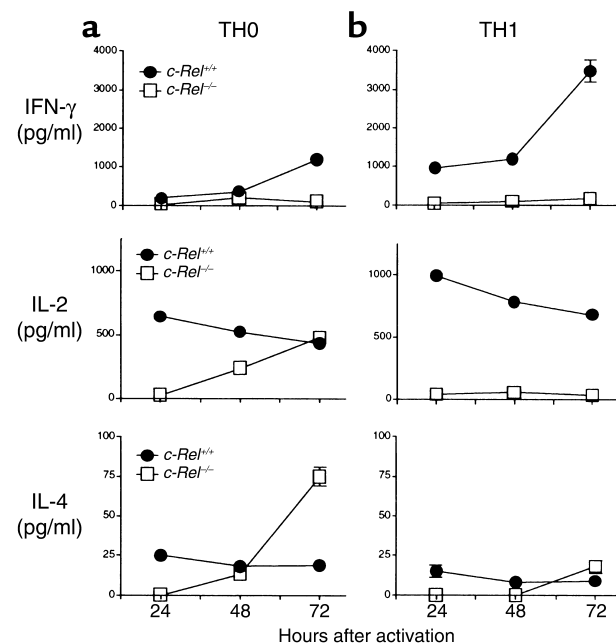 a TH0 b TH1
IFN-γ
(pg/ml)
4000
3000
2000
1000
0
c-Rel+/+
c-Rel–/–
4000
3000
2000
1000
0
IL-2
(pg/ml)
1000
500
0
c-Rel+/+
c-Rel–/–
1000
500
0
IL-4
(pg/ml)
100
75
50
25
0
c-Rel+/+
c-Rel–/–
100
75
50
25
0
24 48 72 24 48 72
Hours after activation